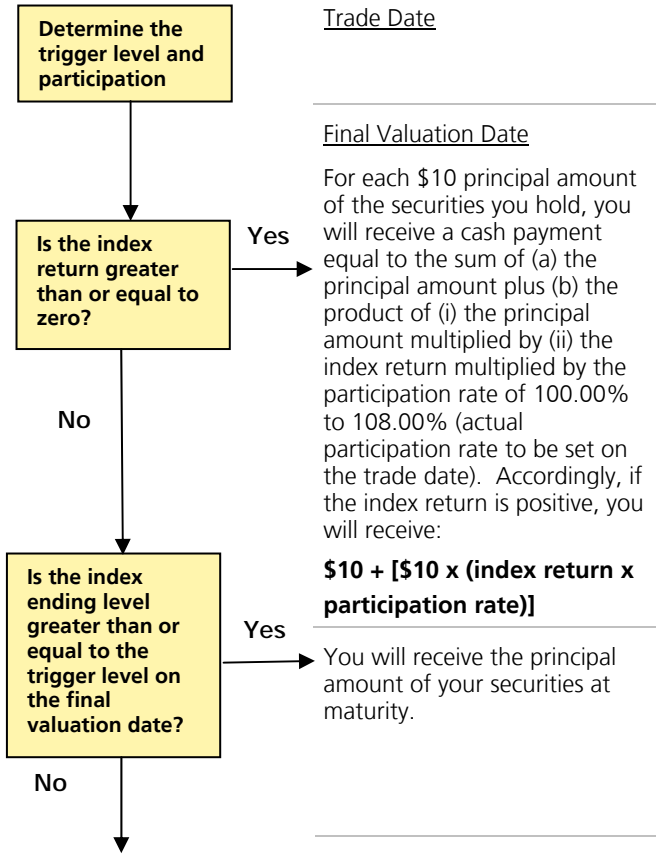 Determine the
trigger level and
participation
Trade Date
Final Valuation Date
For each $10 principal amount
of the securities you hold, you
will receive a cash payment
equal to the sum of (a) the
principal amount plus (b) the
product of (i) the principal
amount multiplied by (ii) the
index return multiplied by the
participation rate of 100.00%
to 108.00% (actual
participation rate to be set on
the trade date).  Accordingly, if
the index return is positive, you
will receive:
$10 + [$10 x (index return x
participation rate)]
Is the index
return greater
than or equal to
zero?
Yes
No
Is the index
ending level
greater than or
equal to the
trigger level on
the final
valuation date?
Yes
You will receive the principal
amount of your securities at
maturity.
No